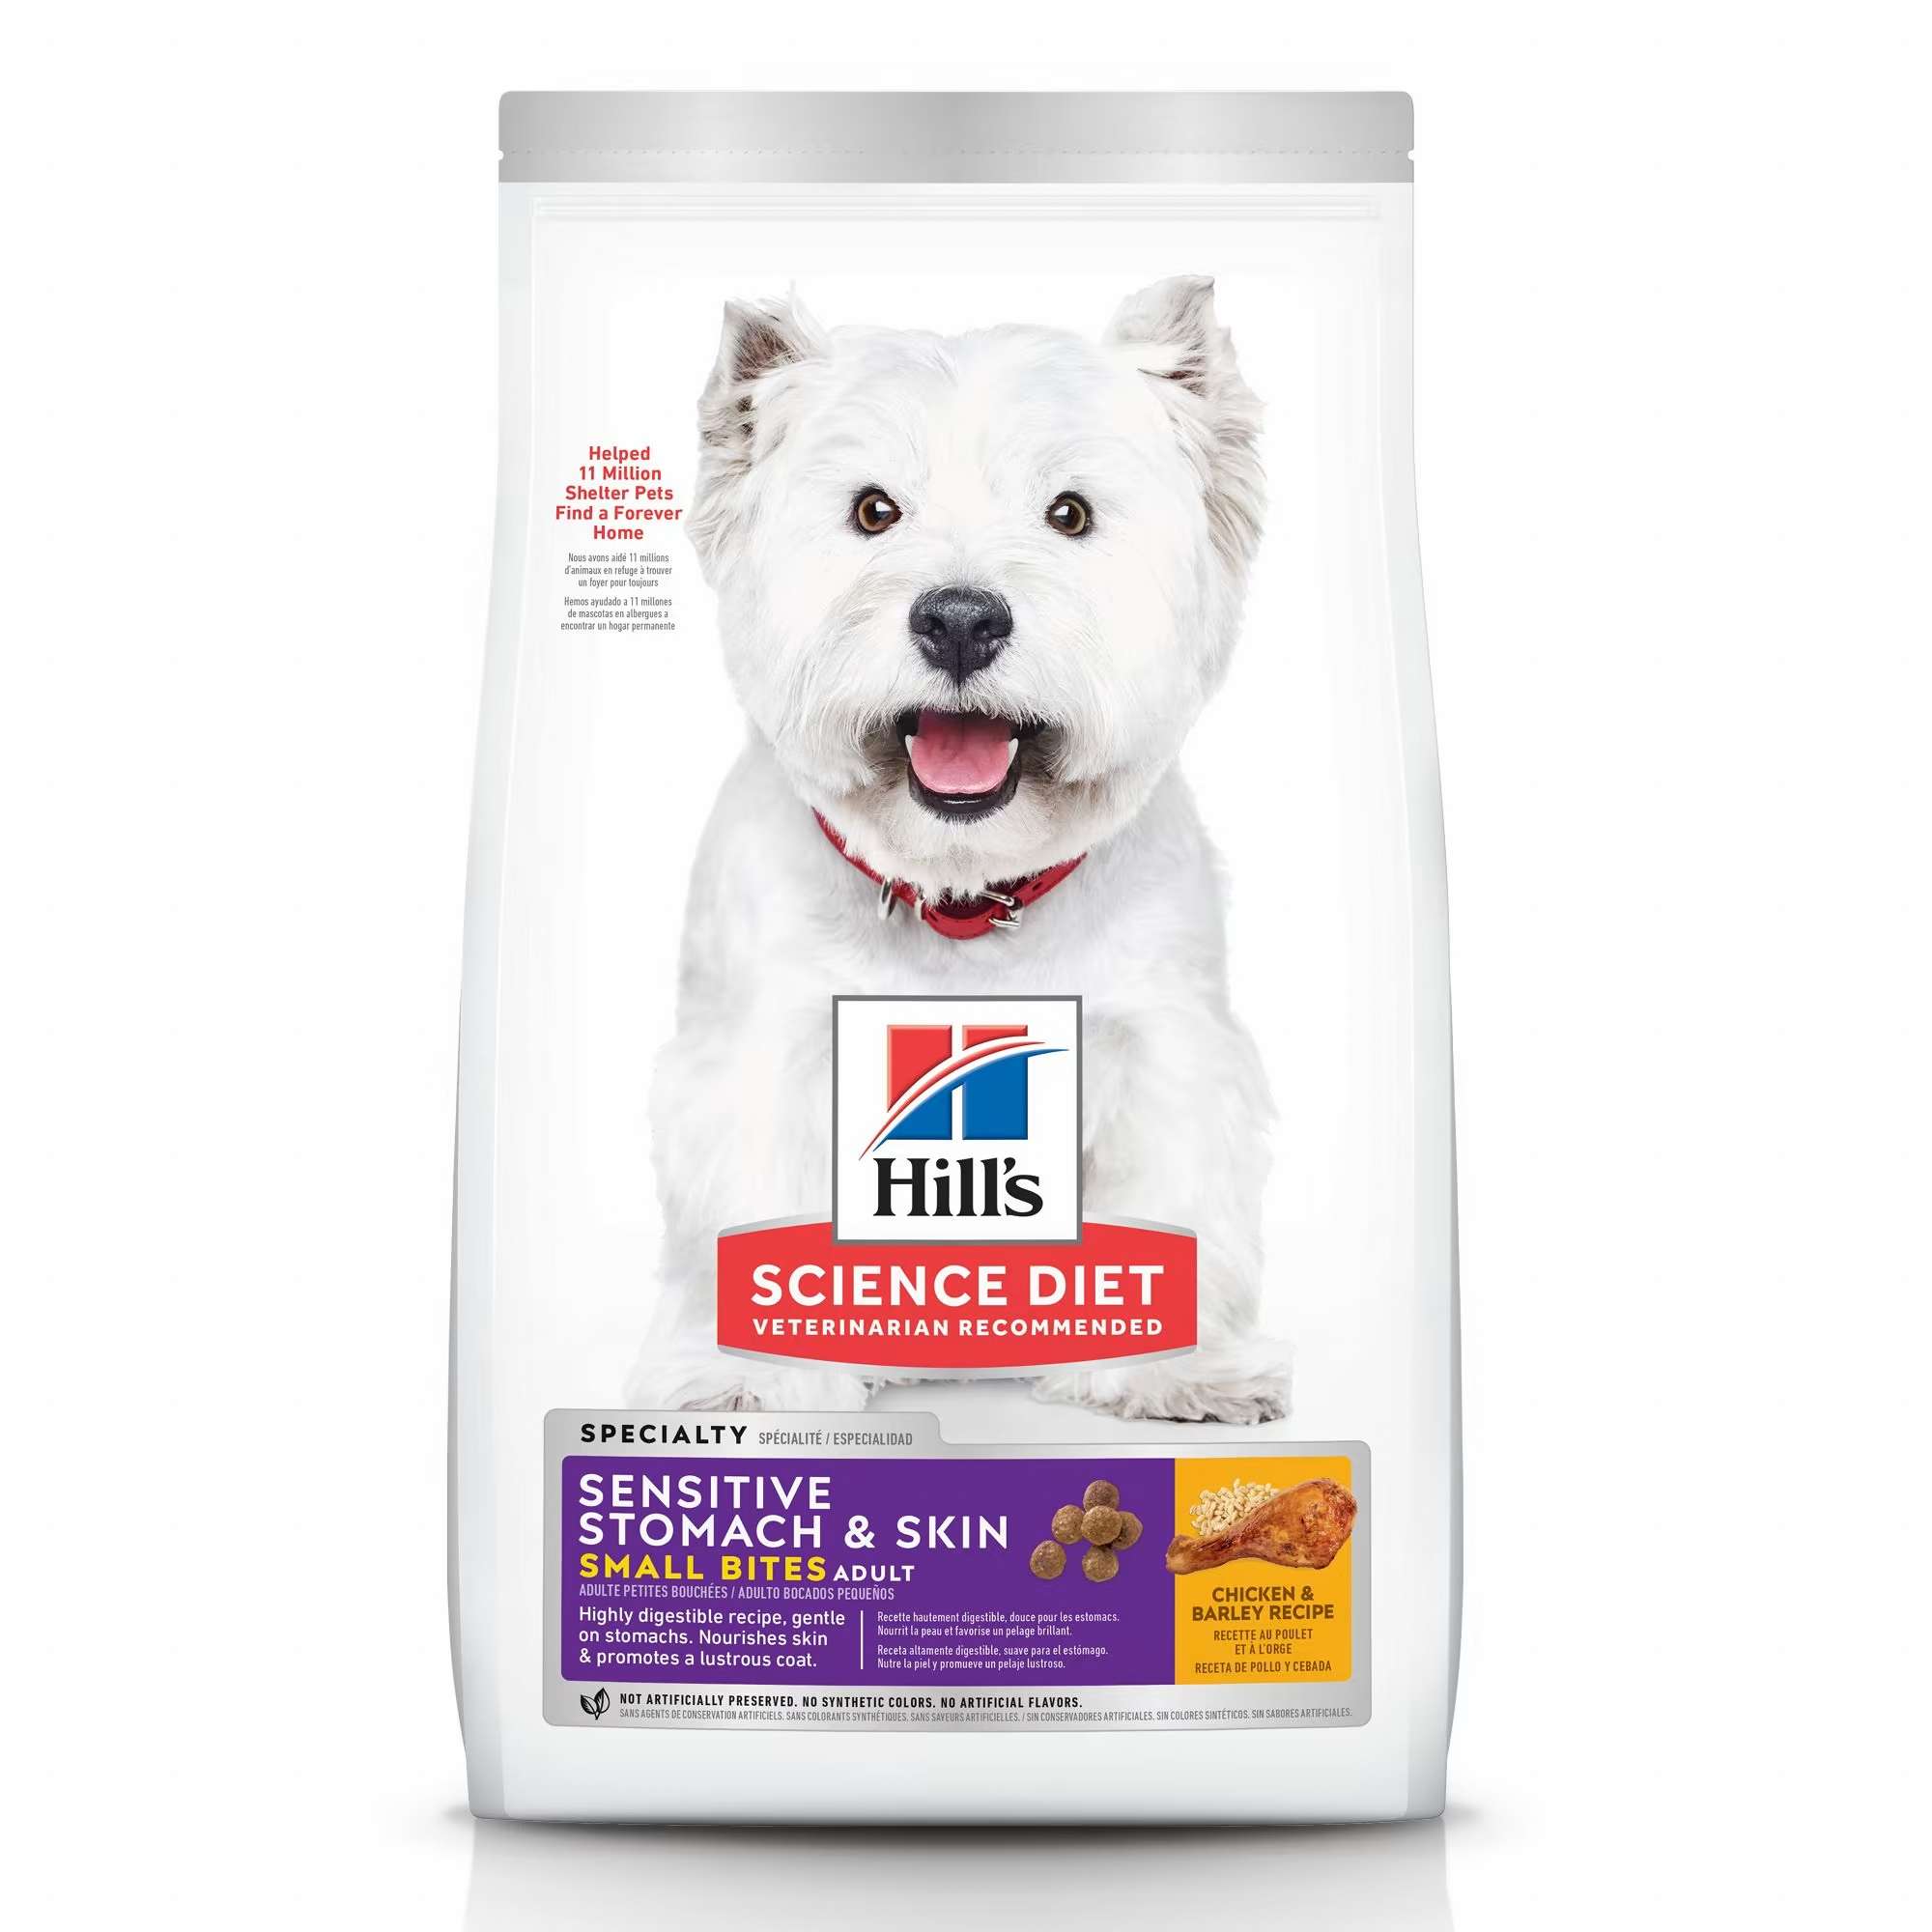 Helped
11 Million
Shelter Pets
Find a Forever
Home
Nous avons aidé 11 millions
d'animaux en refuge à trouver
un foyer pour toujours
Hemos ayudado a 11 millones
de mascotas en albergues a
encontrar un hogar permanente
Hill's
SCIENCE DIET
VETERINARIAN RECOMMENDED
SPECIALTY SPÉCIALITÉ / ESPECIALIDAD
SENSITIVE
STOMACH & SKIN
SMALL BITES ADULT
ADULTE PETITES BOUCHÉES / ADULTO BOCADOS PEQUEÑOS
Highly digestible recipe, gentle
on stomachs. Nourishes skin
& promotes a lustrous coat.
Recette hautement digestible, douce pour les estomacs.
Nourrit la peau et favorise un pelage brillant.
Receta altamente digestible, suave para el estómago.
Nutre la piel y promueve un pelaje lustroso.
CHICKEN &
BARLEY RECIPE
RECETTE AU POULET
ET À L'ORGE
RECETA DE POLLO Y CEBADA
NOT ARTIFICIALLY PRESERVED. NO SYNTHETIC COLORS. NO ARTIFICIAL FLAVORS.
SANS AGENTS DE CONSERVATION ARTIFICIELS. SANS COLORANTS SYNTHÉTIQUES. SANS SAVEURS ARTIFICIELLES. / SIN CONSERVADORES ARTIFICIALES. SIN COLORES SINTÉTICOS. SIN SABORES ARTIFICIALES.